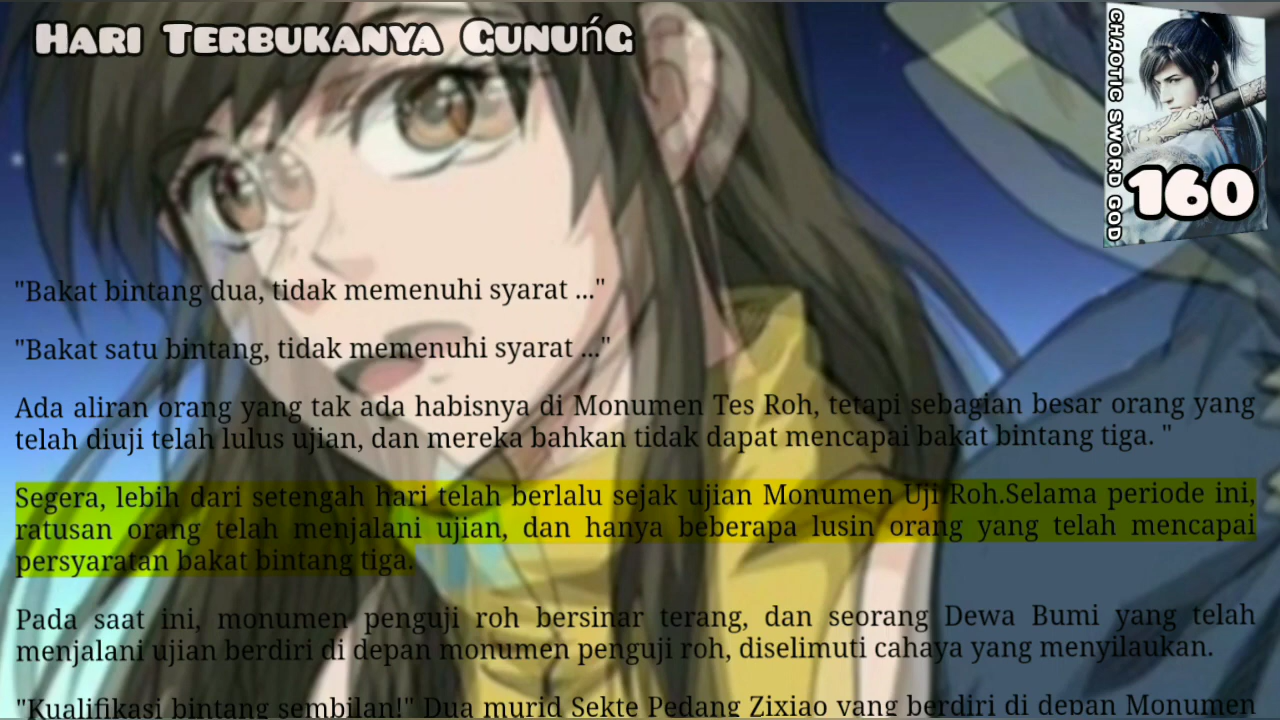 Hari Terbukanya Gunuńg
CHAOTIC SWORD GOD
160
"Bakat bintang dua, tidak memenuhi syarat ..."
"Bakat satu bintang, tidak memenuhi syarat ..."
Ada aliran orang yang tak ada habisnya di Monumen Tes Roh, tetapi sebagian besar orang yang
telah diuji telah lulus ujian, dan mereka bahkan tidak dapat mencapai bakat bintang tiga. "
Segera, lebih dari setengah hari telah berlalu sejak ujian Monumen Uji Roh.Selama periode ini,
ratusan orang telah menjalani ujian, dan hanya beberapa lusin orang yang telah mencapai
persyaratan bakat bintang tiga.
Pada saat ini, monumen penguji roh bersinar terang, dan seorang Dewa Bumi yang telah
menjalani ujian berdiri di depan monumen penguji roh, diselimuti cahaya yang menyilaukan.
"Kualifikasi bintang sembilan!" Dua murid Sekte Pedang Zixiao yang berdiri di depan Monumen